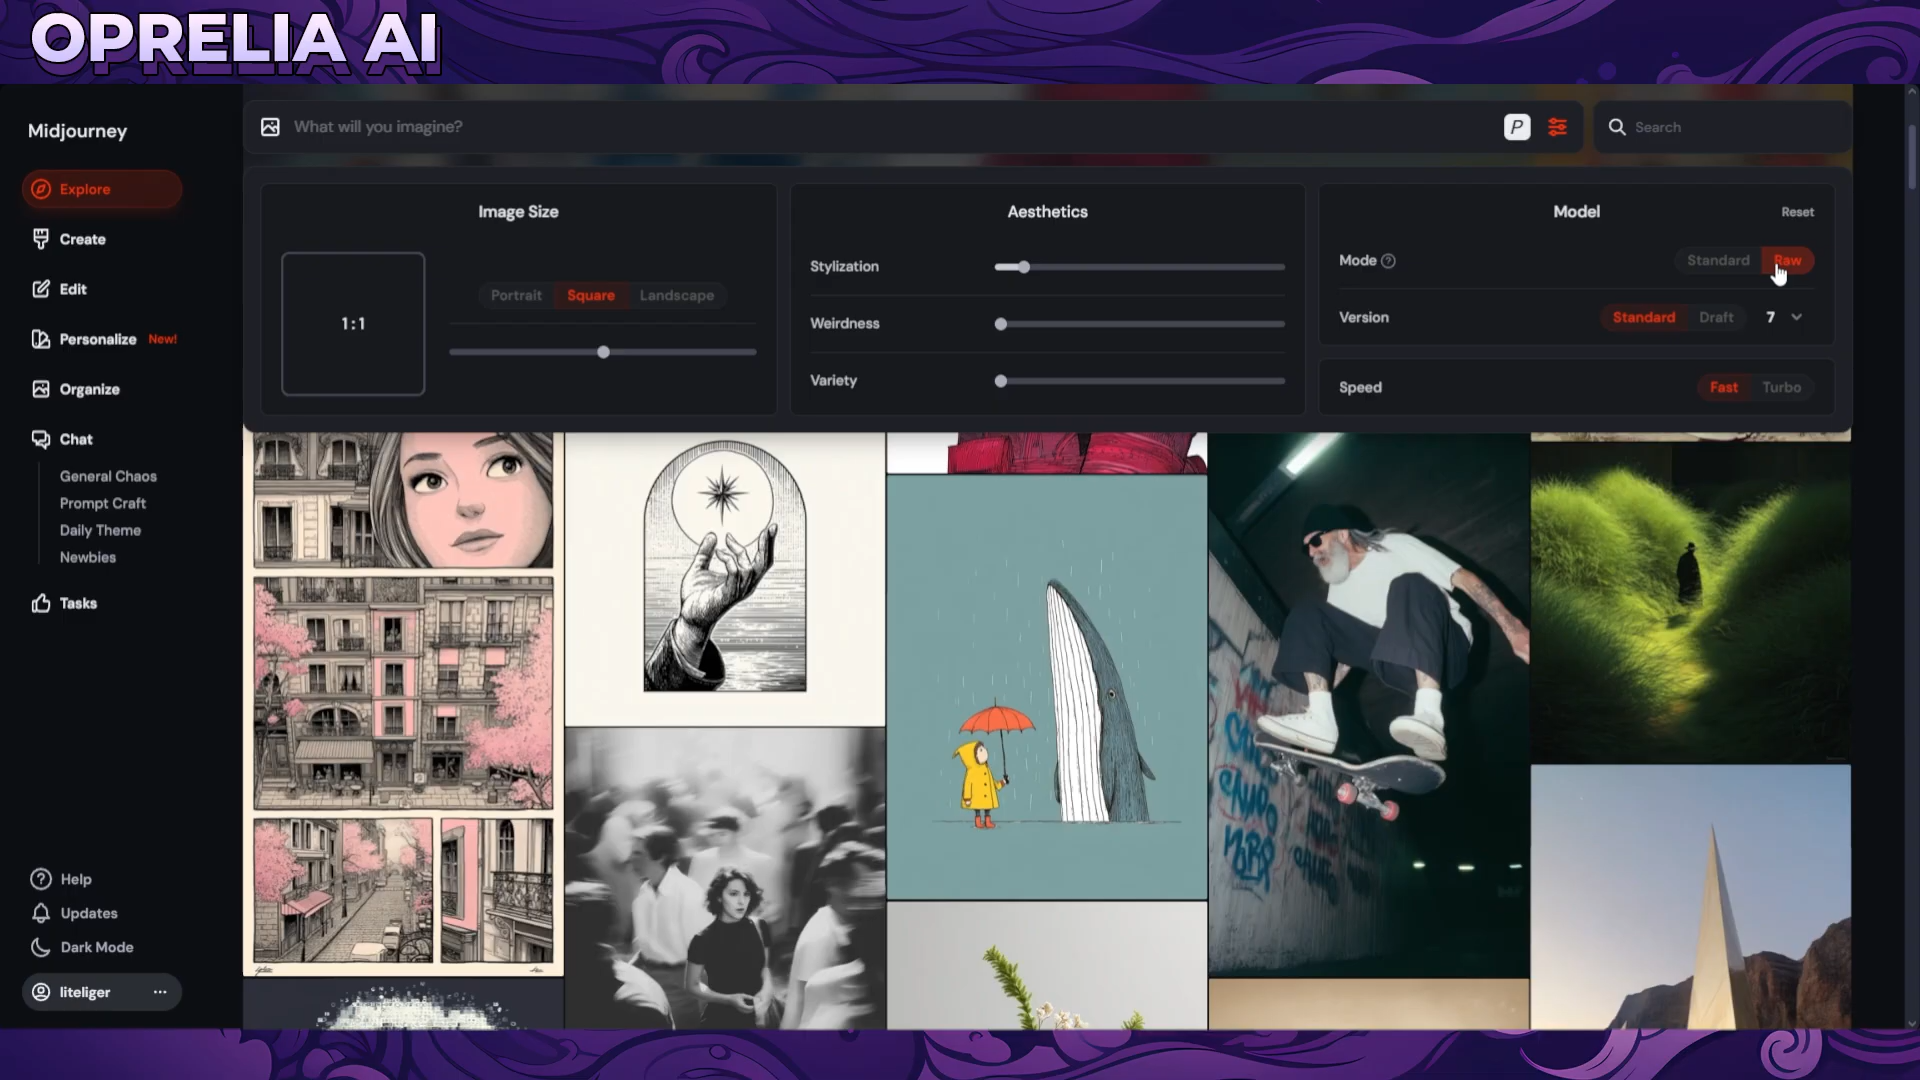 OPRELIA AI
Midjourney
What will you imagine?
P
Search
Explore
Create
Edit
Personalize New!
Organize
Chat
General Chaos
Prompt Craft
Daily Theme
Newbies
Tasks
Help
Updates
Dark Mode
liteliger ...
Image Size
1:1
Portrait Square Landscape
Aesthetics
Stylization
Weirdness
Variety
Model Reset
Mode ? Standard Raw
Version Standard Draft 7
Speed Fast Turbo